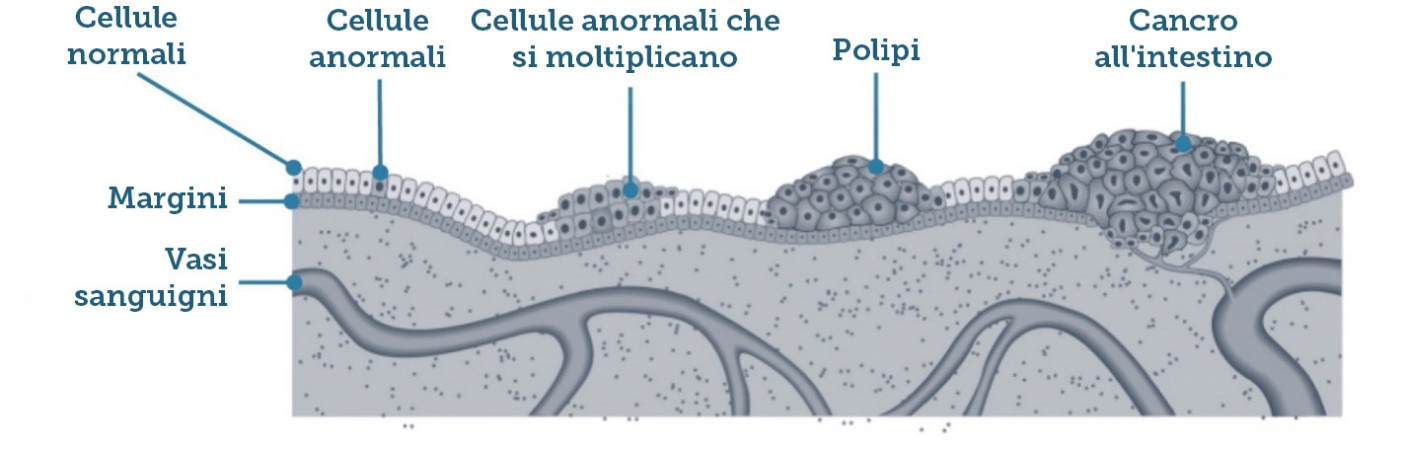 Cellule
normali
Cellule
anormali
Cellule anormali che
si moltiplicano
Polipi
Cancro
all'intestino
Margini
Vasi
sanguigni